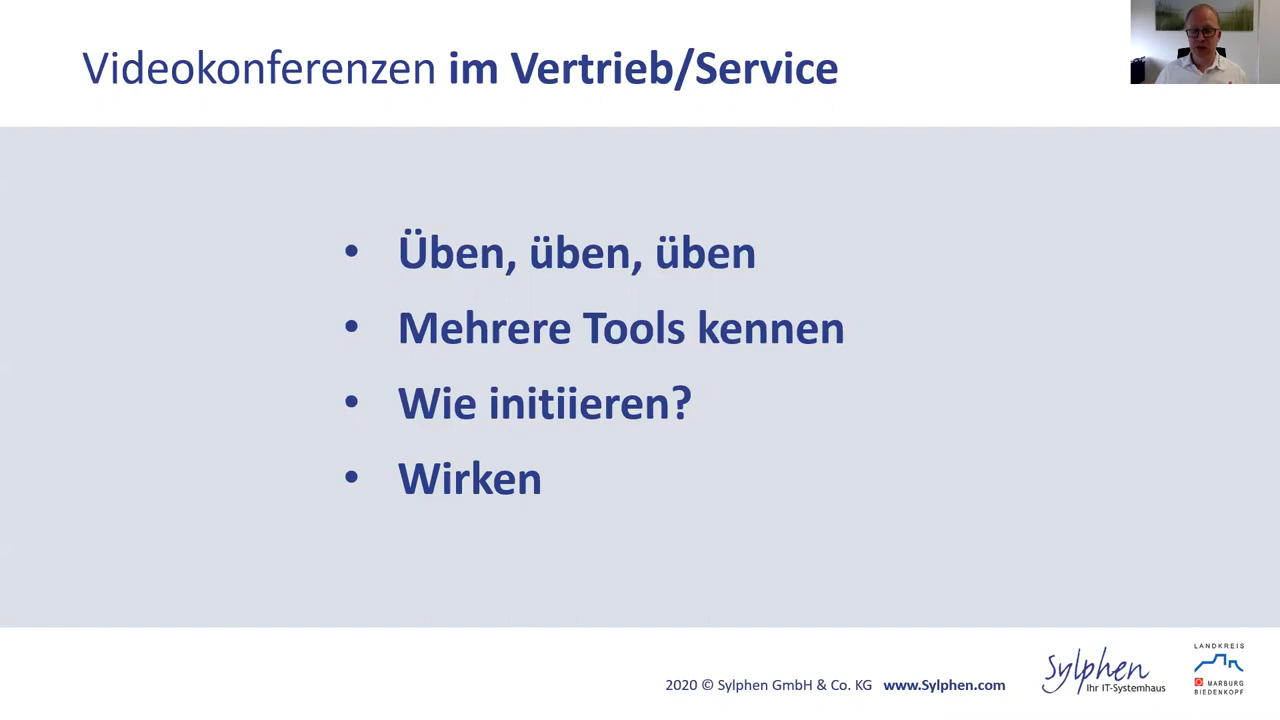 Videokonferenzen im Vertrieb/Service
• Üben, üben, üben
• Mehrere Tools kennen
• Wie initiieren?
• Wirken
2020 © Sylphen GmbH & Co. KG www.Sylphen.com
Sylphen
Ihr IT-Systemhaus
LANDKREIS
MARBURG
BIEDENKOPF